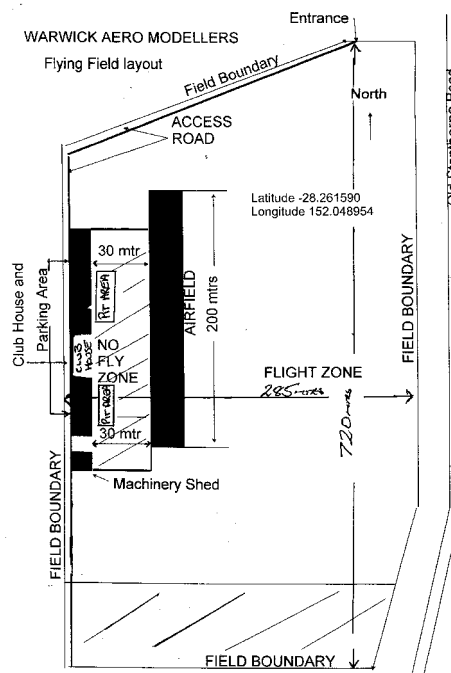 Entrance
WARWICK AERO MODELLERS
Flying Field layout
Field Boundary
North
ACCESS
ROAD
Latitude -28.261590
Longitude 152.048954
30 mtr
PIT AREA
AIRFIELD
200 mtrs
FIELD BOUNDARY
Club House and
Parking Area
CLUB
HOUSE
NO
FLY
ZONE
FLIGHT ZONE
285 mtrs
720 mtrs
PIT AREA
30 mtr
Machinery Shed
FIELD BOUNDARY
FIELD BOUNDARY